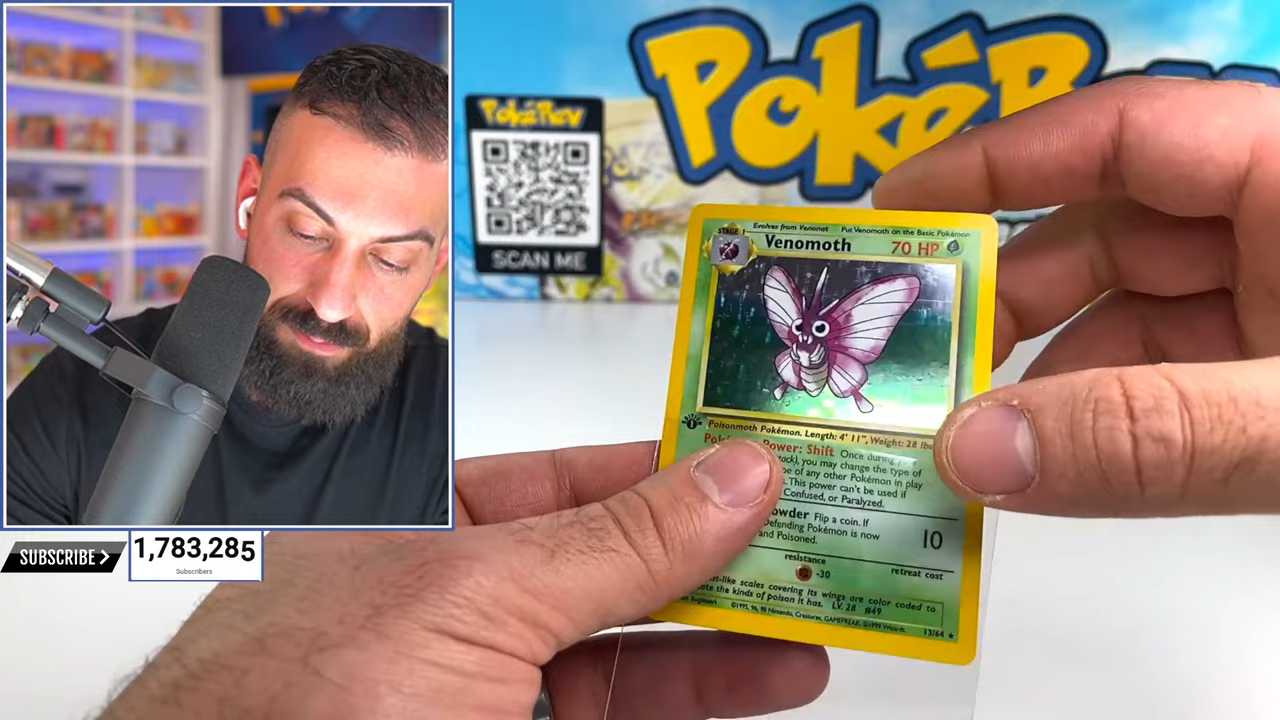 PokéR
PokéRev
SCAN ME
STAGE 1
Evolves from Venonat
Put Venomoth on the Basic Pokémon
Venomoth
70 HP
EDITION
1
Poisonmoth Pokémon. Length: 4' 11", Weight: 28 lbs
Power: Shift Once during
attack), you may change the type of
of any other Pokémon in play
This power can't be used if
Confused, or Paralyzed.
Flip a coin. If
Defending Pokémon is now
and Poisoned.
10
resistance
-30
retreat cost
scales covering its wings are color coded to
the kinds of poison it has. LV. 28 #49
©1995, 96, 98 Nintendo, Creatures, GAMEFREAK. ©1999 Wizards.
13/64
SUBSCRIBE
1,783,285
Subscribers